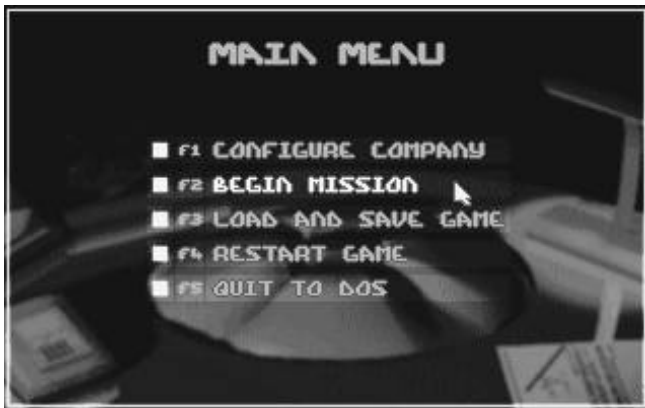 MAIN MENU
F1 CONFIGURE COMPANY
F2 BEGIN MISSION
F3 LOAD AND SAVE GAME
F4 RESTART GAME
F5 QUIT TO DOS